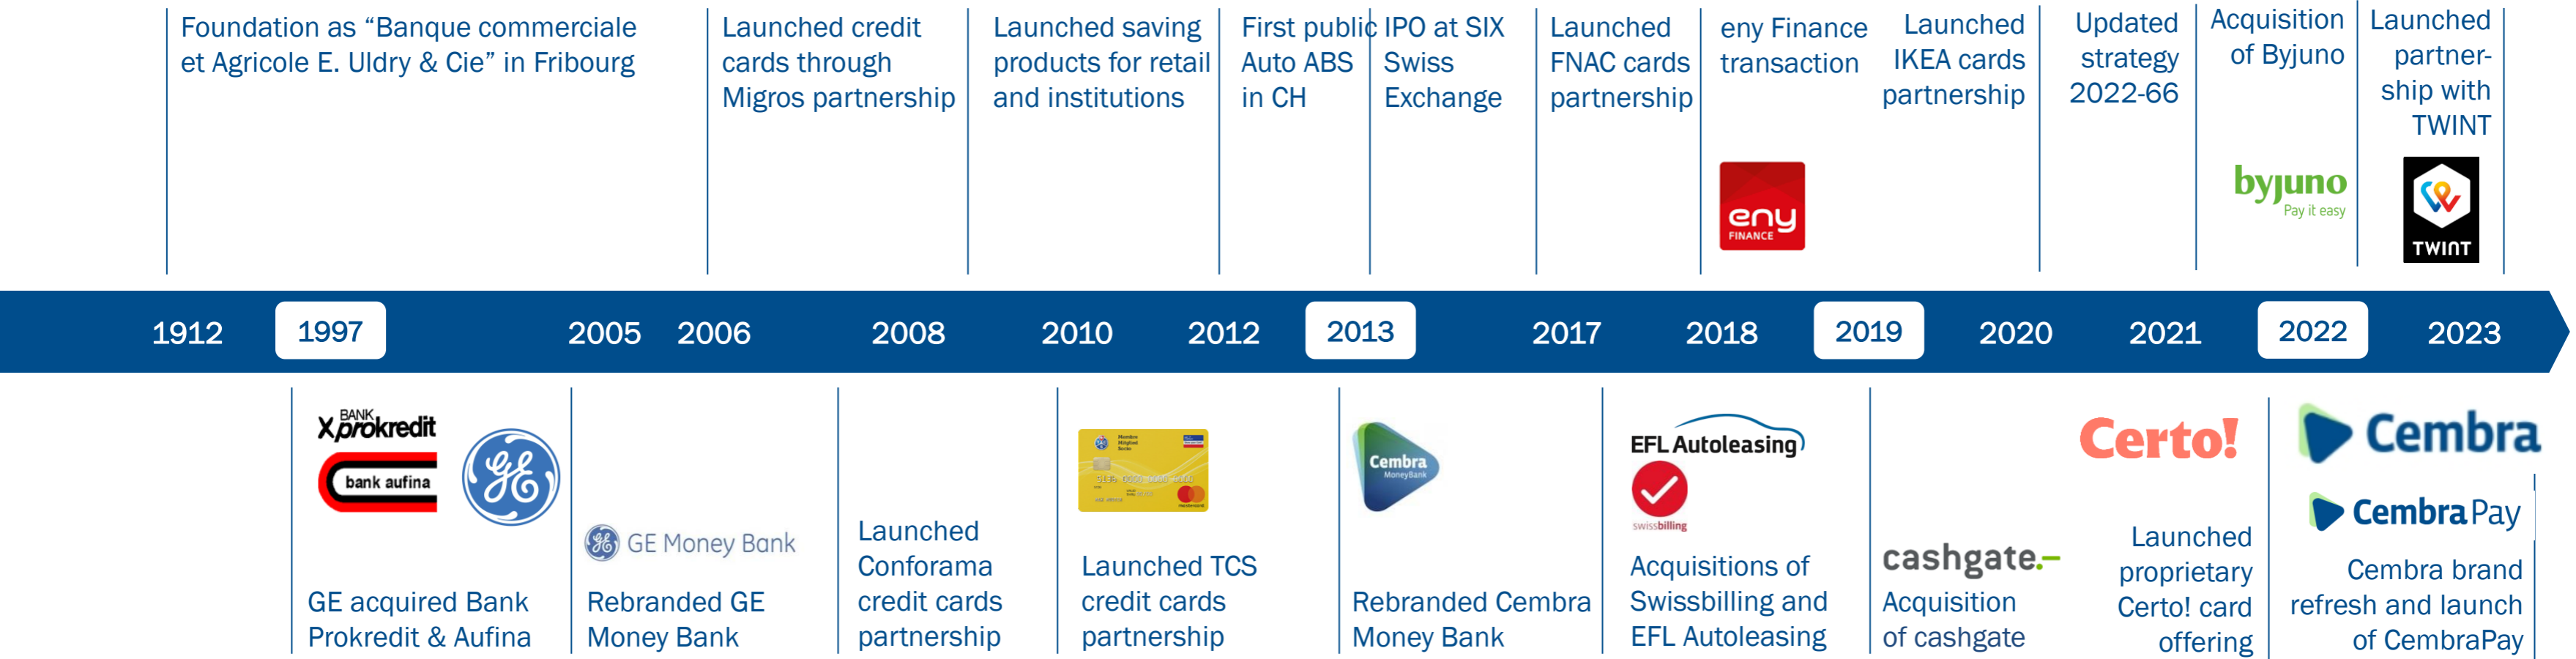 Foundation as “Banque commerciale
et Agricole E. Uldry & Cie” in Fribourg
Launched credit
cards through
Migros partnership
Launched saving
products for retail
and institutions
First public
Auto ABS
in CH
IPO at SIX
Swiss
Exchange
Launched
FNAC cards
partnership
eny Finance
transaction
eny
FINANCE
Launched
IKEA cards
partnership
Updated
strategy
2022-66
Acquisition
of Byjuno
byjuno
Pay it easy
Launched
partner-
ship with
TWINT
TWINT
1912 1997 2005 2006 2008 2010 2012 2013 2017 2018 2019 2020 2021 2022 2023
BANK
Xprokredit
bank aufina
GE
GE acquired Bank
Prokredit & Aufina
GE Money Bank
Rebranded GE
Money Bank
Launched
Conforama
credit cards
partnership
Launched TCS
credit cards
partnership
Cembra
MoneyBank
Rebranded Cembra
Money Bank
EFL Autoleasing
swissbilling
Acquisitions of
Swissbilling and
EFL Autoleasing
cashgate.–
Acquisition
of cashgate
Certo!
Launched
proprietary
Certo! card
offering
Cembra
CembraPay
Cembra brand
refresh and launch
of CembraPay